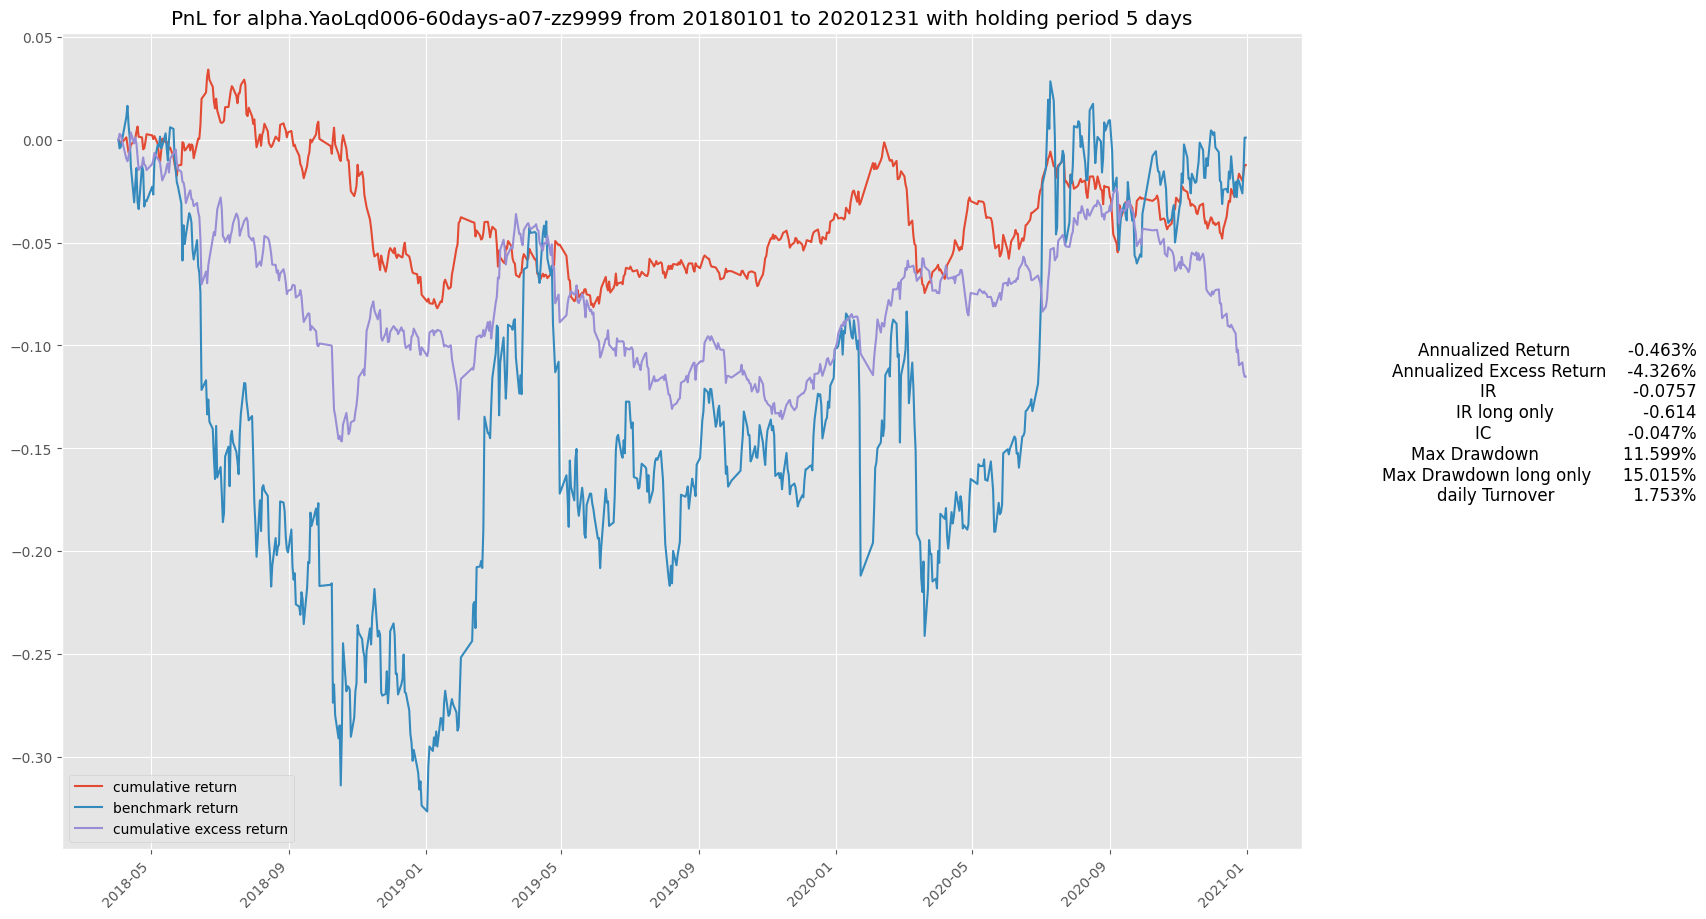 PnL for alpha.YaoLqd006-60days-a07-zz9999 from 20180101 to 20201231 with holding period 5 days
0.05
0.00
−0.05
−0.10
−0.15
−0.20
−0.25
−0.30
Annualized Return -0.463%
Annualized Excess Return -4.326%
IR -0.0757
IR long only -0.614
IC -0.047%
Max Drawdown 11.599%
Max Drawdown long only 15.015%
daily Turnover 1.753%
cumulative return
benchmark return
cumulative excess return
2018-05
2018-09
2019-01
2019-05
2019-09
2020-01
2020-05
2020-09
2021-01